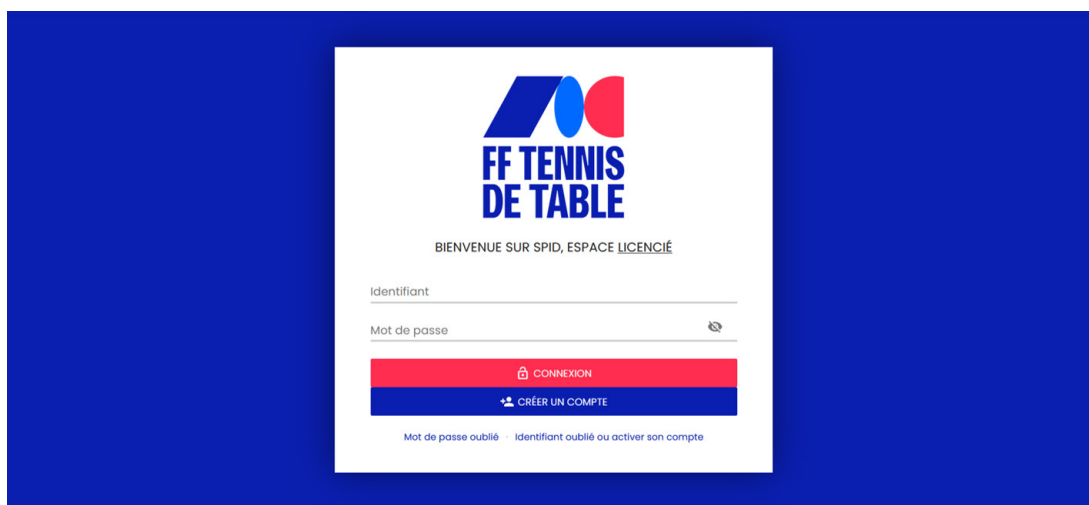 FF TENNIS
DE TABLE
BIENVENUE SUR SPID, ESPACE LICENCIÉ
Identifiant
Mot de passe
CONNEXION
CRÉER UN COMPTE
Mot de passe oublié · Identifiant oublié ou activer son compte